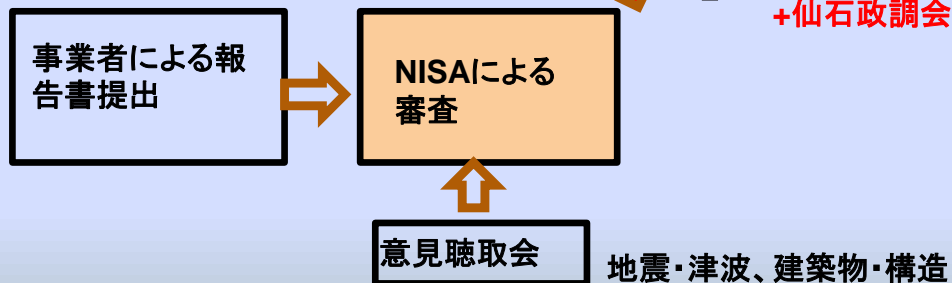 +仙石政調会
事業者による報
告書提出
NISAによる
審査
意見聴取会
地震・津波、建築物・構造